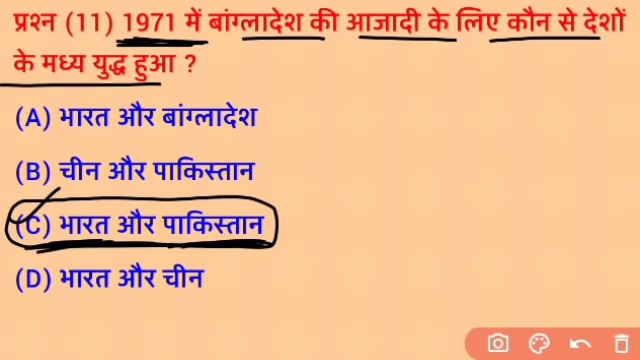 प्रश्न (11) 1971 में बांग्लादेश की आजादी के लिए कौन से देशों
के मध्य युद्ध हुआ ?
(A) भारत और बांग्लादेश
(B) चीन और पाकिस्तान
(C) भारत और पाकिस्तान
(D) भारत और चीन